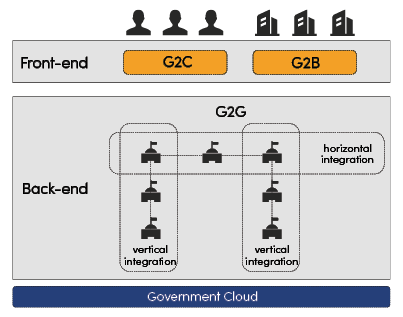 Front-end
G2C
G2B
G2G
horizontal
integration
Back-end
vertical
integration
vertical
integration
Government Cloud